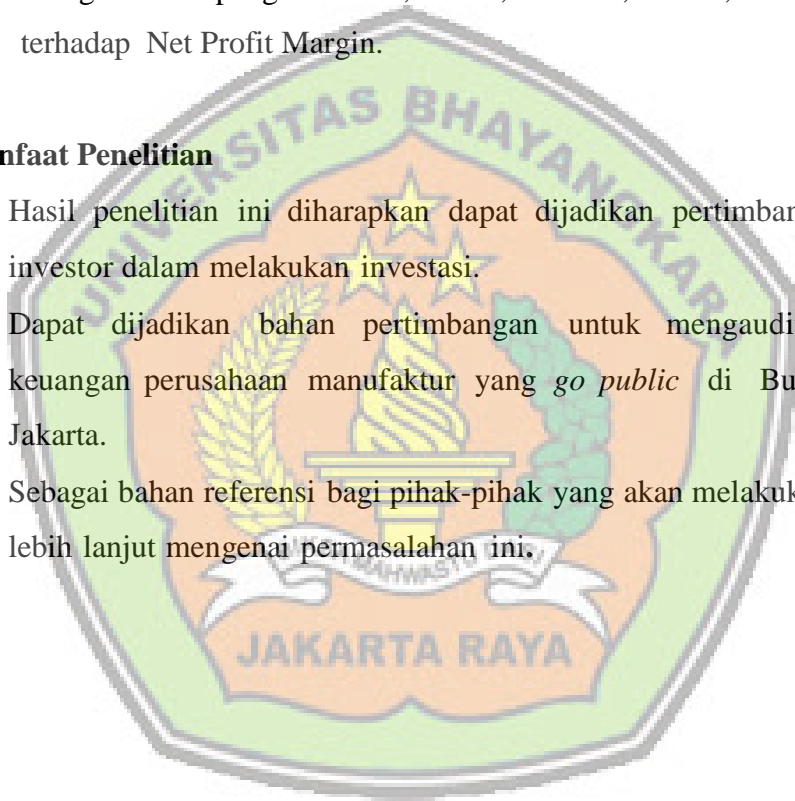 terhadap Net Profit Margin.
nfaat Penelitian
Hasil penelitian ini diharapkan dapat dijadikan pertimban
investor dalam melakukan investasi.
Dapat dijadikan bahan pertimbangan untuk mengaudi
keuangan perusahaan manufaktur yang go public di Bu
Jakarta.
Sebagai bahan referensi bagi pihak-pihak yang akan melakuk
lebih lanjut mengenai permasalahan ini.
UNIVERSITAS BHAYANGKARA
JAKARTA RAYA